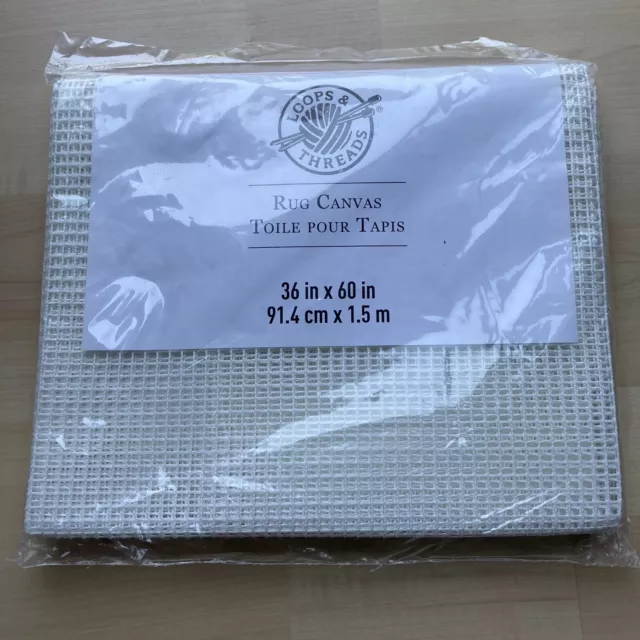 LOOPS &
THREADS®
RUG CANVAS
TOILE POUR TAPIS
36 in x 60 in
91.4 cm x 1.5 m